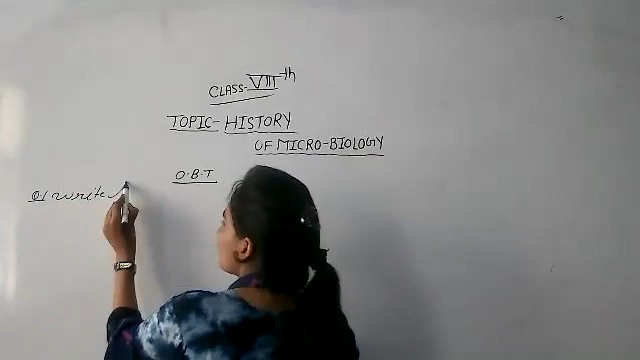 CLASS-VIIIth
TOPIC- HISTORY
OF MICRO-BIOLOGY
O.B.T
Q1 write